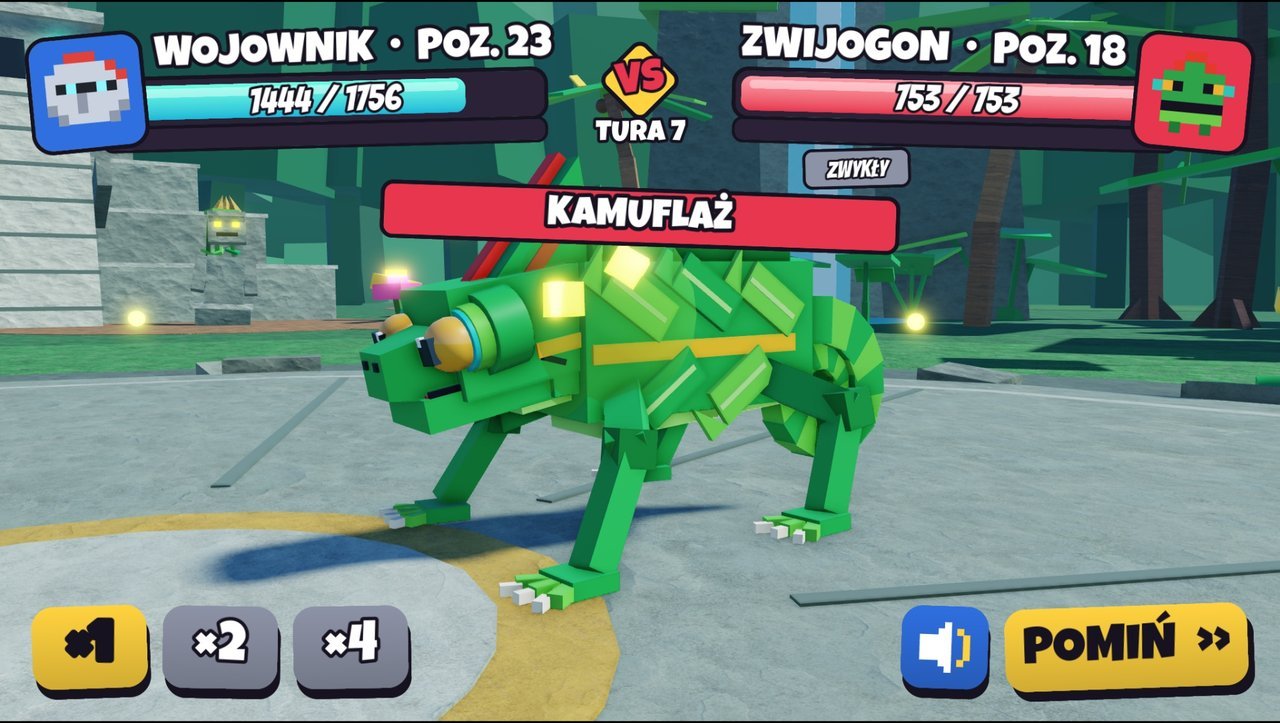 WOJOWNIK • POZ. 23
1444 / 1756
VS
TURA 7
ZWIJOGON • POZ. 18
753 / 753
ZWYKŁY
KAMUFLAŻ
×1
×2
×4
POMIŃ »